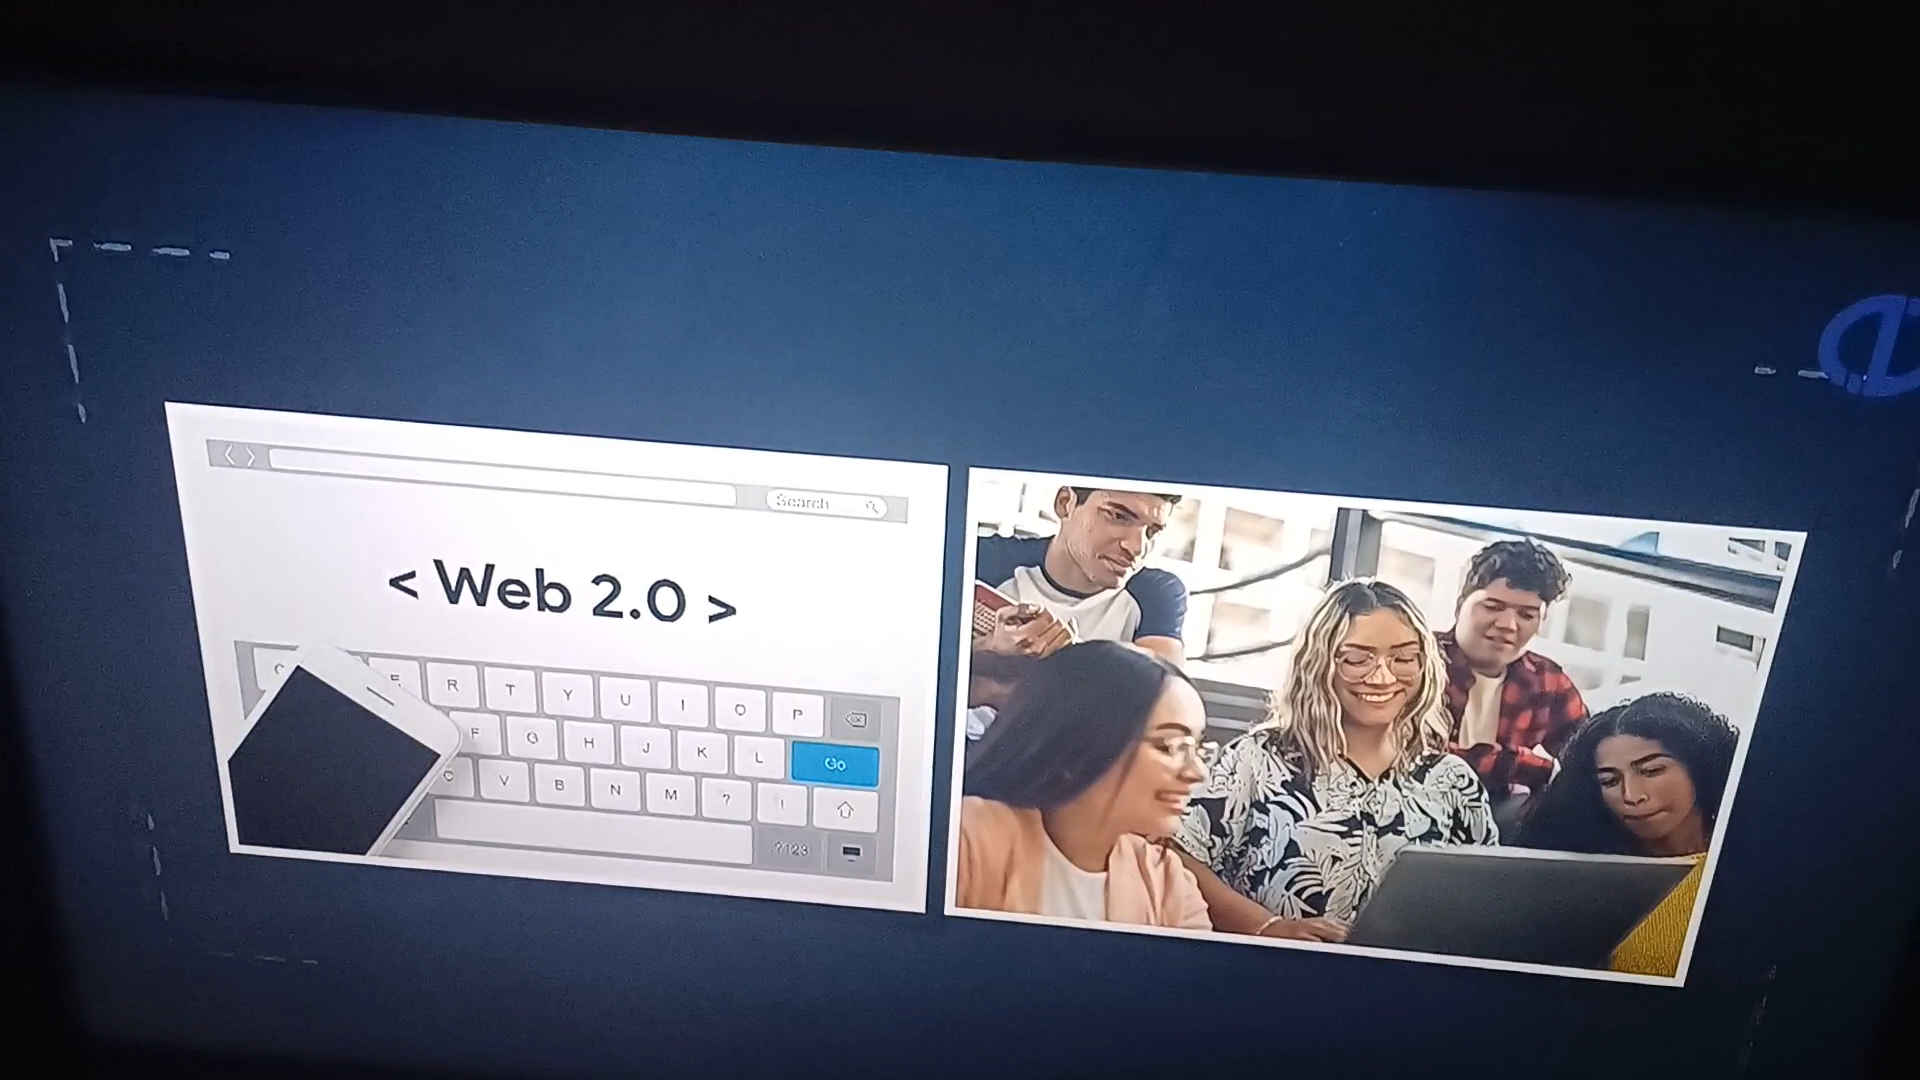 Search
< Web 2.0 >
E R T Y U I O P
F G H J K L Go
C V B N M ? !
.?123